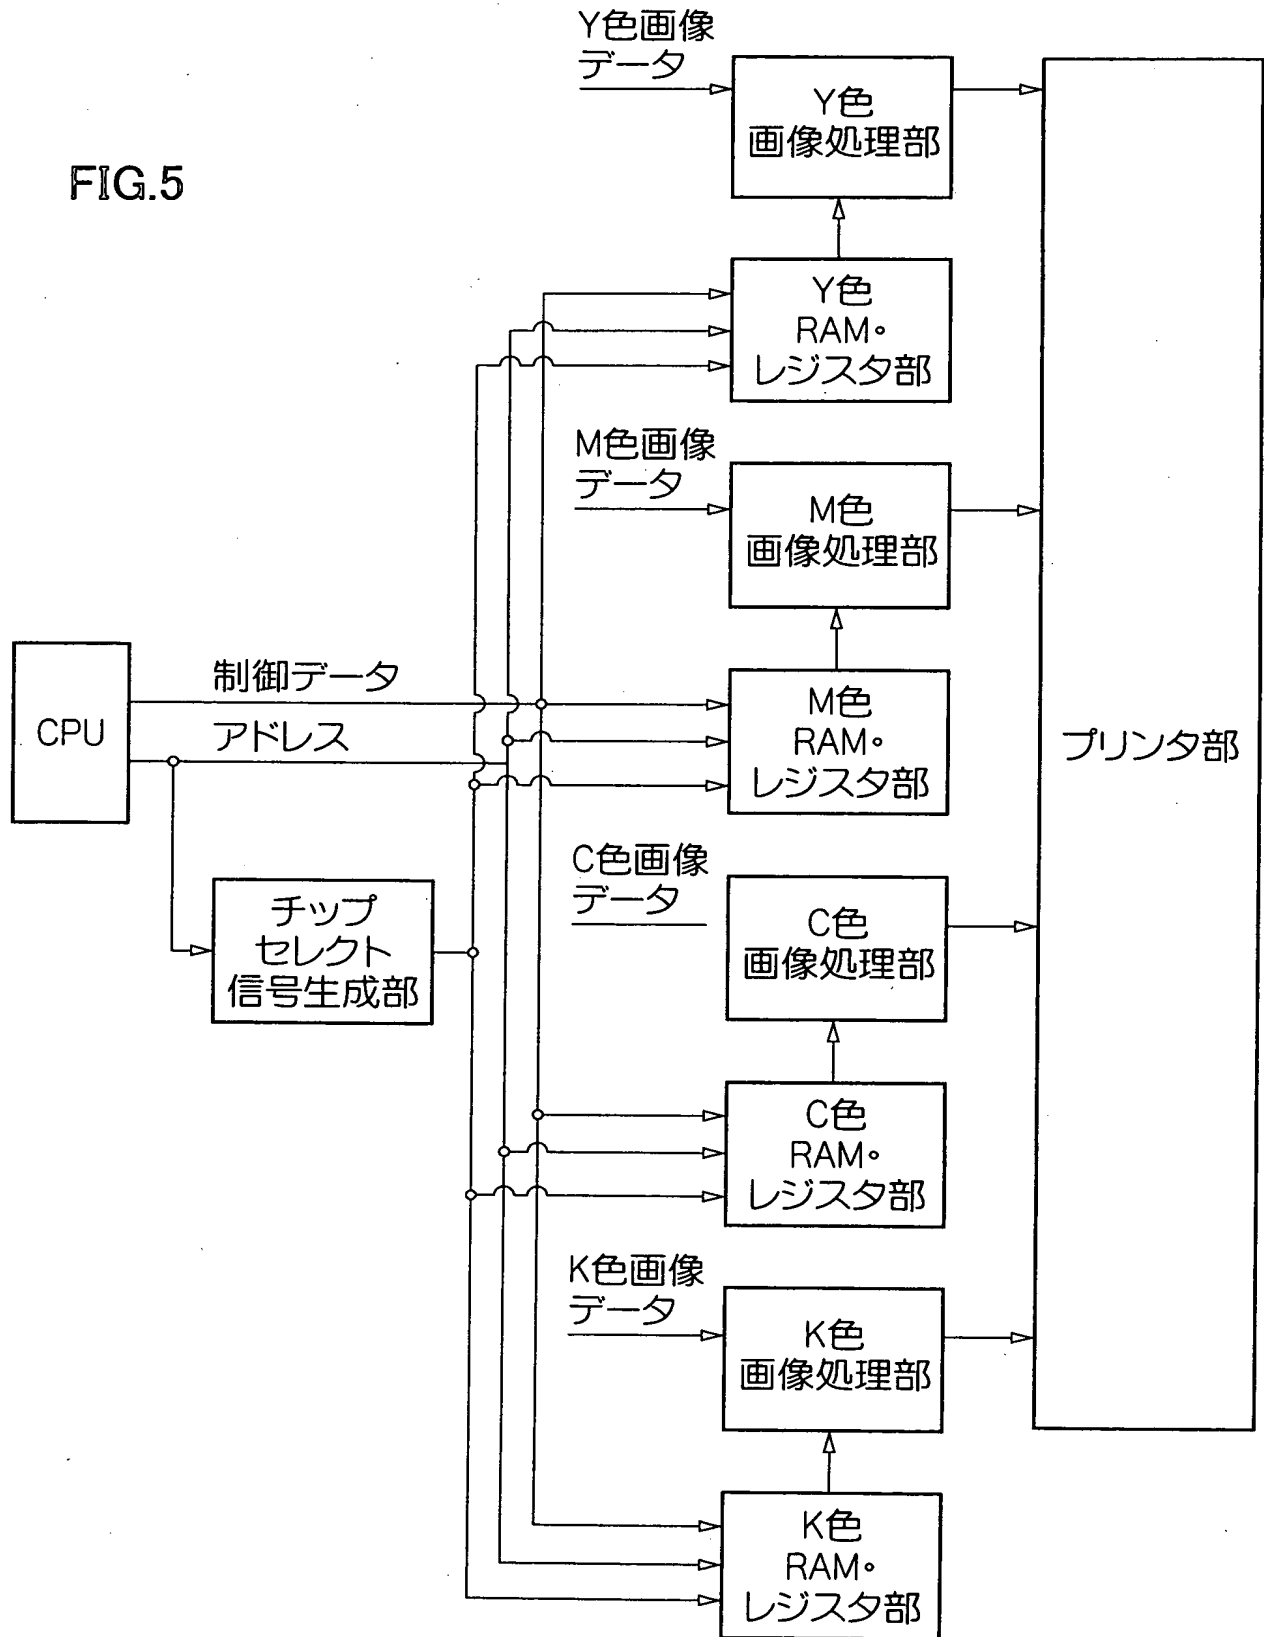 Y色画像
データ
Y色
画像処理部
FIG.5
Y色
RAM・
レジスタ部
M色画像
データ
M色
画像処理部
制御データ
CPU
アドレス
M色
RAM・
レジスタ部
プリンタ部
C色画像
データ
チップ
セレクト
信号生成部
C色
画像処理部
C色
RAM・
レジスタ部
K色画像
データ
K色
画像処理部
K色
RAM・
レジスタ部